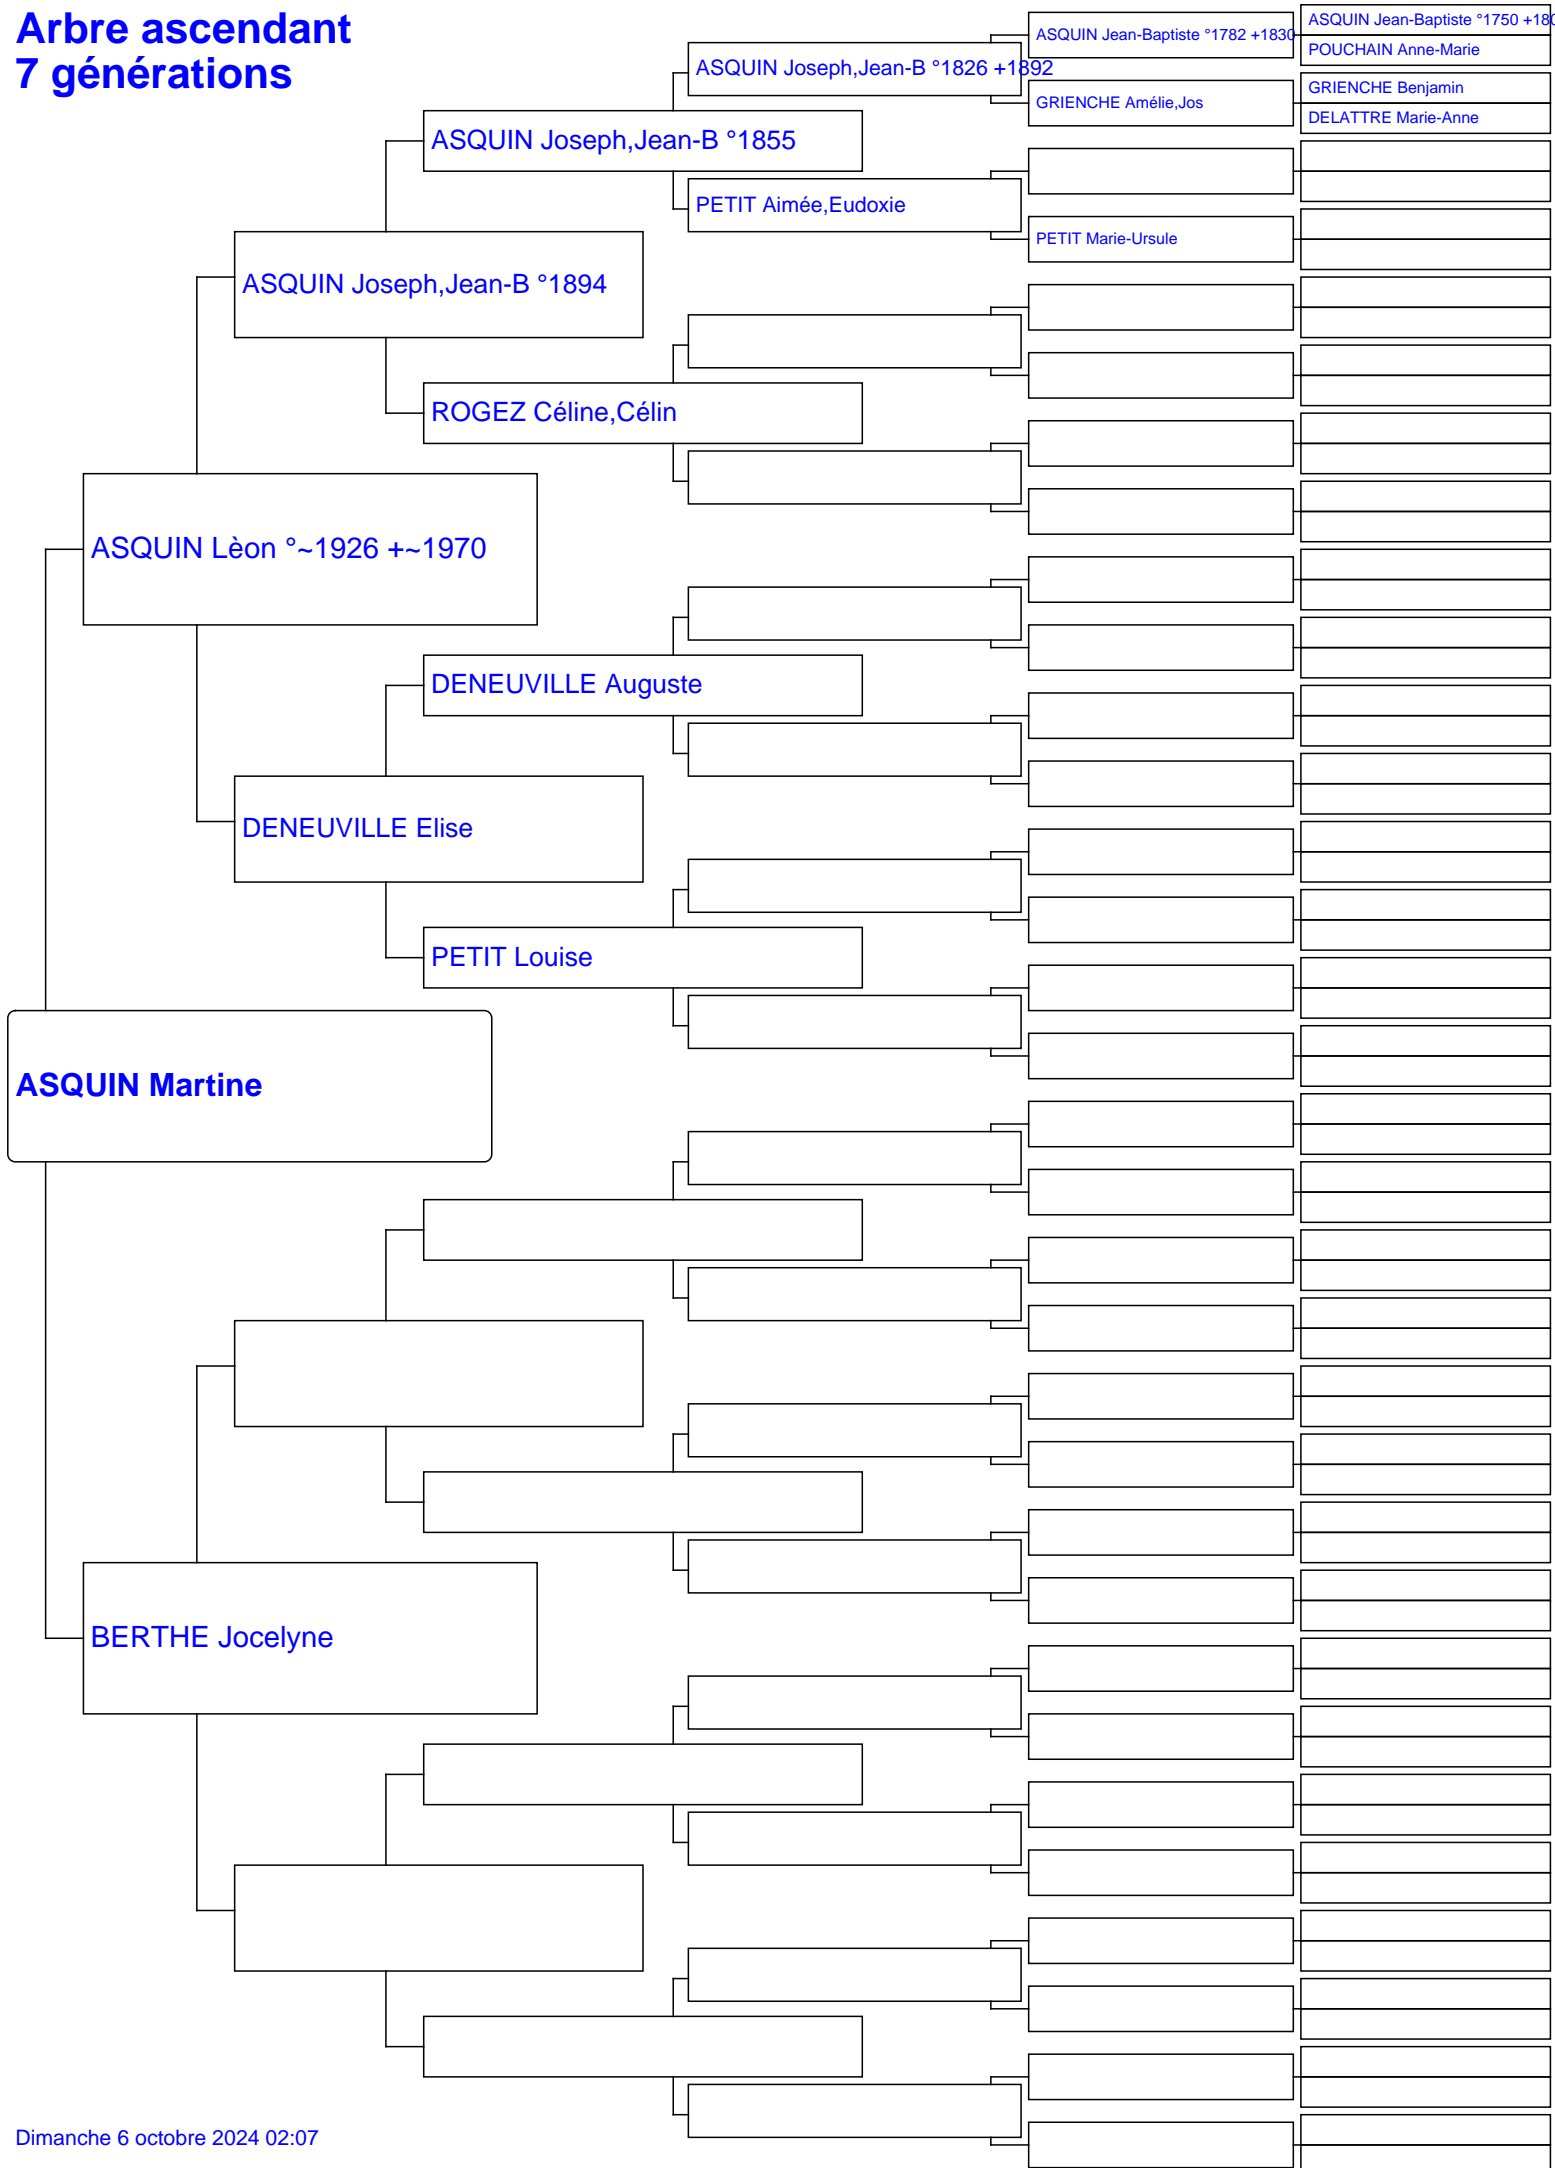 Arbre ascendant
7 générations
ASQUIN Martine
ASQUIN Lèon °~1926 +~1970
BERTHE Jocelyne
ASQUIN Joseph,Jean-B °1894
DENEUVILLE Elise
ASQUIN Joseph,Jean-B °1855
ROGEZ Céline,Célin
DENEUVILLE Auguste
PETIT Louise
ASQUIN Joseph,Jean-B °1826 +1892
PETIT Aimée,Eudoxie
ASQUIN Jean-Baptiste °1782 +1830
GRIENCHE Amélie,Jos
PETIT Marie-Ursule
ASQUIN Jean-Baptiste °1750
POUCHAIN Anne-Marie
GRIENCHE Benjamin
DELATTRE Marie-Anne
Dimanche 6 octobre 2024 02:07